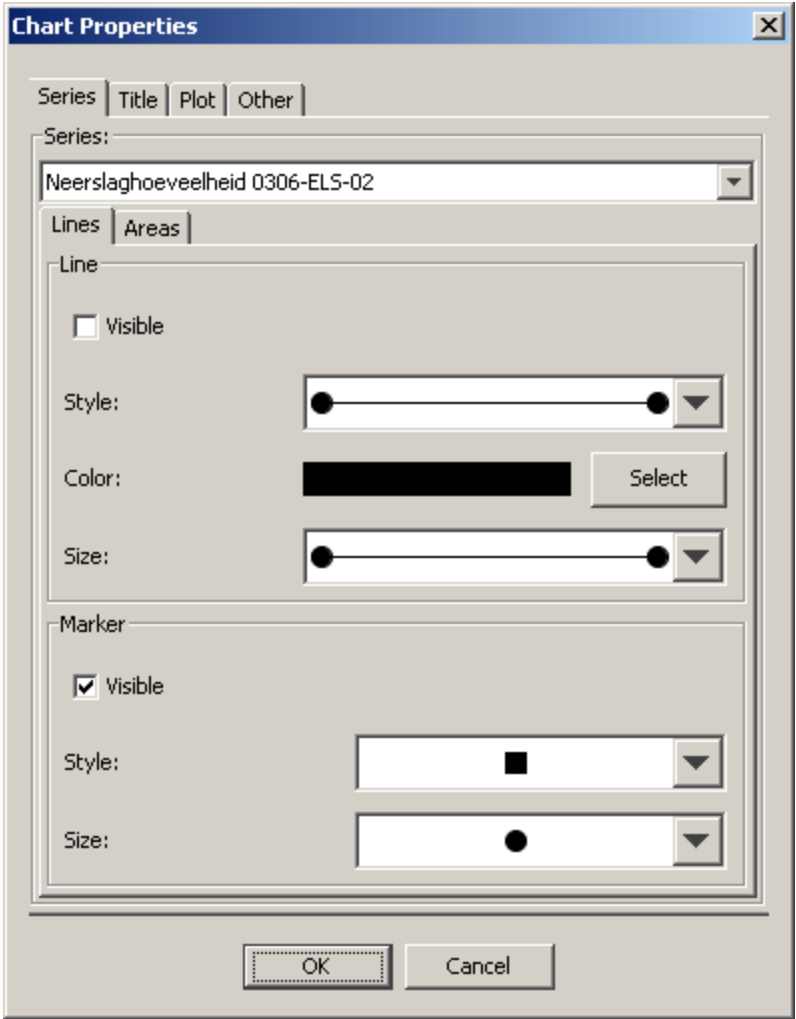 Chart Properties
Series Title Plot Other
Series:
Neerslaghoeveelheid 0306-ELS-02
Lines Areas
Line
Visible
Style:
Color: Select
Size:
Marker
Visible
Style:
Size:
OK Cancel